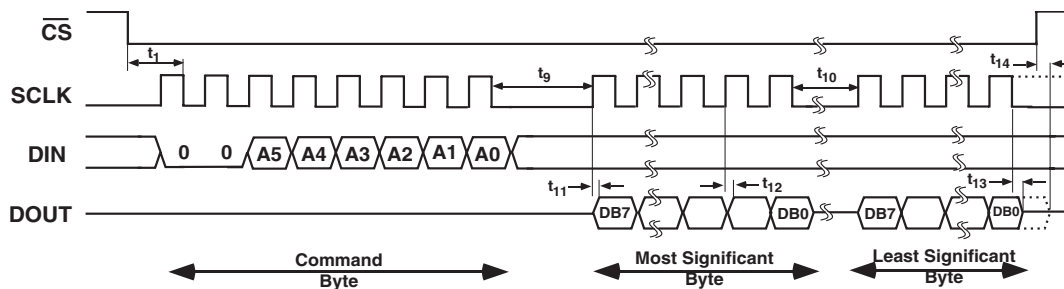 CS
t1
t9
t10
t14
SCLK
DIN
0 0 A5 A4 A3 A2 A1 A0
t11
t12
t13
DOUT
DB7 DB0 DB7 DB0
Command Byte
Most Significant Byte
Least Significant Byte